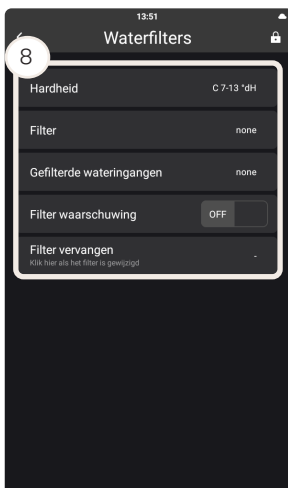 13:51
Waterfilters
8
Hardheid C 7-13 °dH
Filter none
Gefilterde wateringangen none
Filter waarschuwing OFF
Filter vervangen -
Klik hier als het filter is gewijzigd